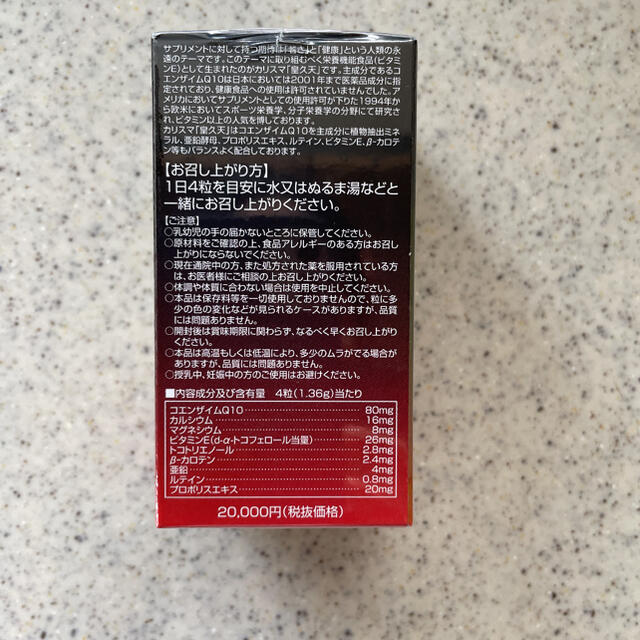 サプリメントに対して持つ期待「若さ」と「健康」という人類の永
遠のテーマです。このテーマに取り組むべく栄養機能食品(ビタミ
ンE)として生まれたのがカリスマ「皇久天」です。主成分であるコ
エンザイムQ10は日本においては2001年まで医薬品成分に指
定されており、健康食品への使用は許可されていませんでした。ア
メリカにおいてサプリメントとしての使用許可が下りた1994年か
ら欧米においてスポーツ栄養学、分子栄養学の分野にて研究さ
れ、ビタミン以上の人気を博しております。
カリスマ「皇久天」はコエンザイムQ10を主成分に植物抽出ミネ
ラル、亜鉛酵母、プロポリスエキス、ルテイン、ビタミンE、β-カロテ
ン等もバランスよく配合しております。
【お召し上がり方】
1日4粒を目安に水又はぬるま湯などと
一緒にお召し上がりください。
【ご注意】
○乳幼児の手の届かないところに保管してください。
○原材料をご確認の上、食品アレルギーのある方はお召し
上がりにならないでください。
○現在通院中の方、また処方された薬を服用されている方
は、お医者様にご相談の上お召し上がりください。
○体調や体質に合わない場合は使用を中止してください。
○本品は保存料等を一切使用しておりませんので、粒に多
少の色の変化などが見られるケースがありますが、品質
には問題ありません。
○開封後は賞味期限に関わらず、なるべく早くお召し上がり
ください。
○本品は高温もしくは低温により、多少のムラがでる場合が
ありますが、品質には問題ありません。
○授乳中、妊娠中の方のご使用はお避けください。
■内容成分及び含有量 4粒(1.36g)当たり
コエンザイムQ10 80mg
カルシウム 16mg
マグネシウム 8mg
ビタミンE(d-α-トコフェロール当量) 26mg
トコトリエノール 2.8mg
β-カロテン 2.4mg
亜鉛 4mg
ルテイン 0.8mg
プロポリスエキス 20mg
20,000円(税抜価格)